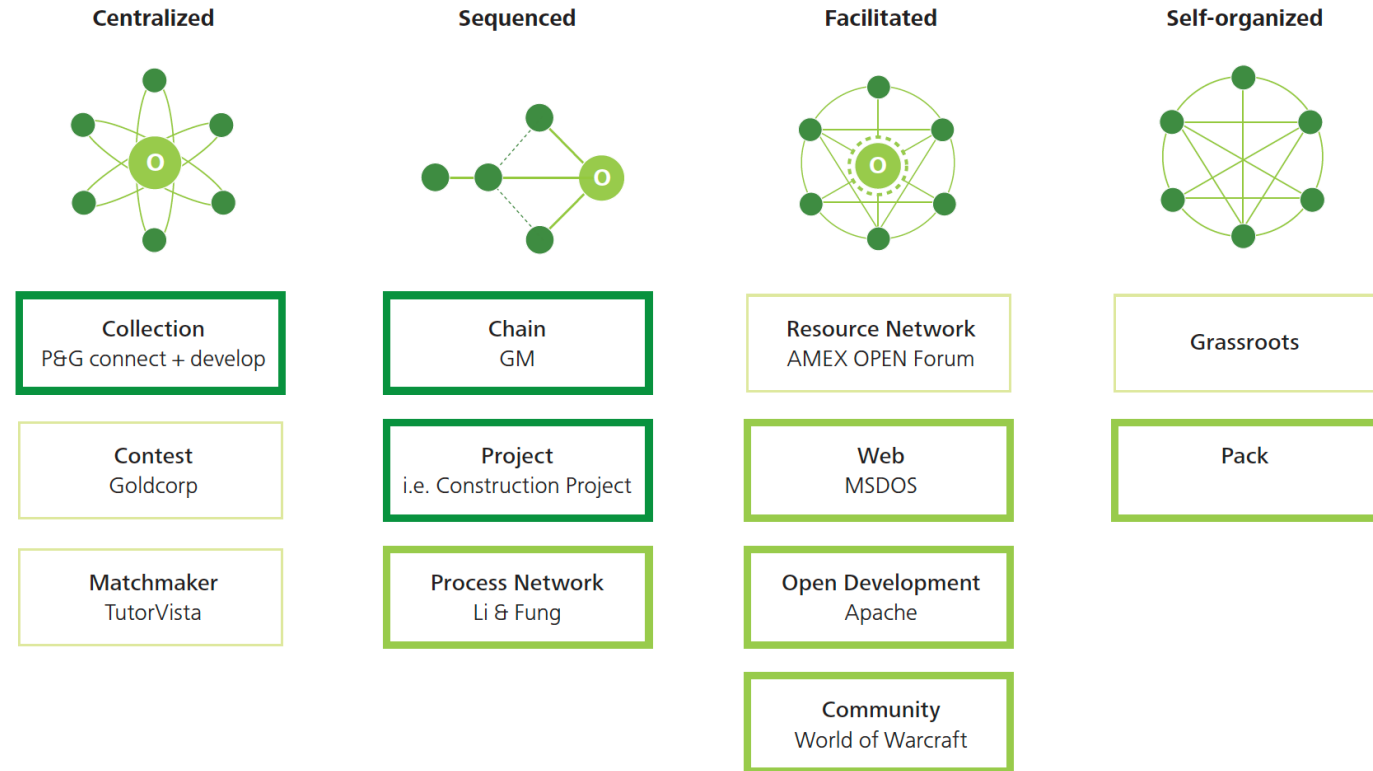 Centralized
Sequenced
Facilitated
Self-organized
O
O
O
Collection
P&G connect + develop
Chain
GM
Resource Network
AMEX OPEN Forum
Grassroots
Contest
Goldcorp
Project
i.e. Construction Project
Web
MSDOS
Pack
Matchmaker
TutorVista
Process Network
Li & Fung
Open Development
Apache
Community
World of Warcraft